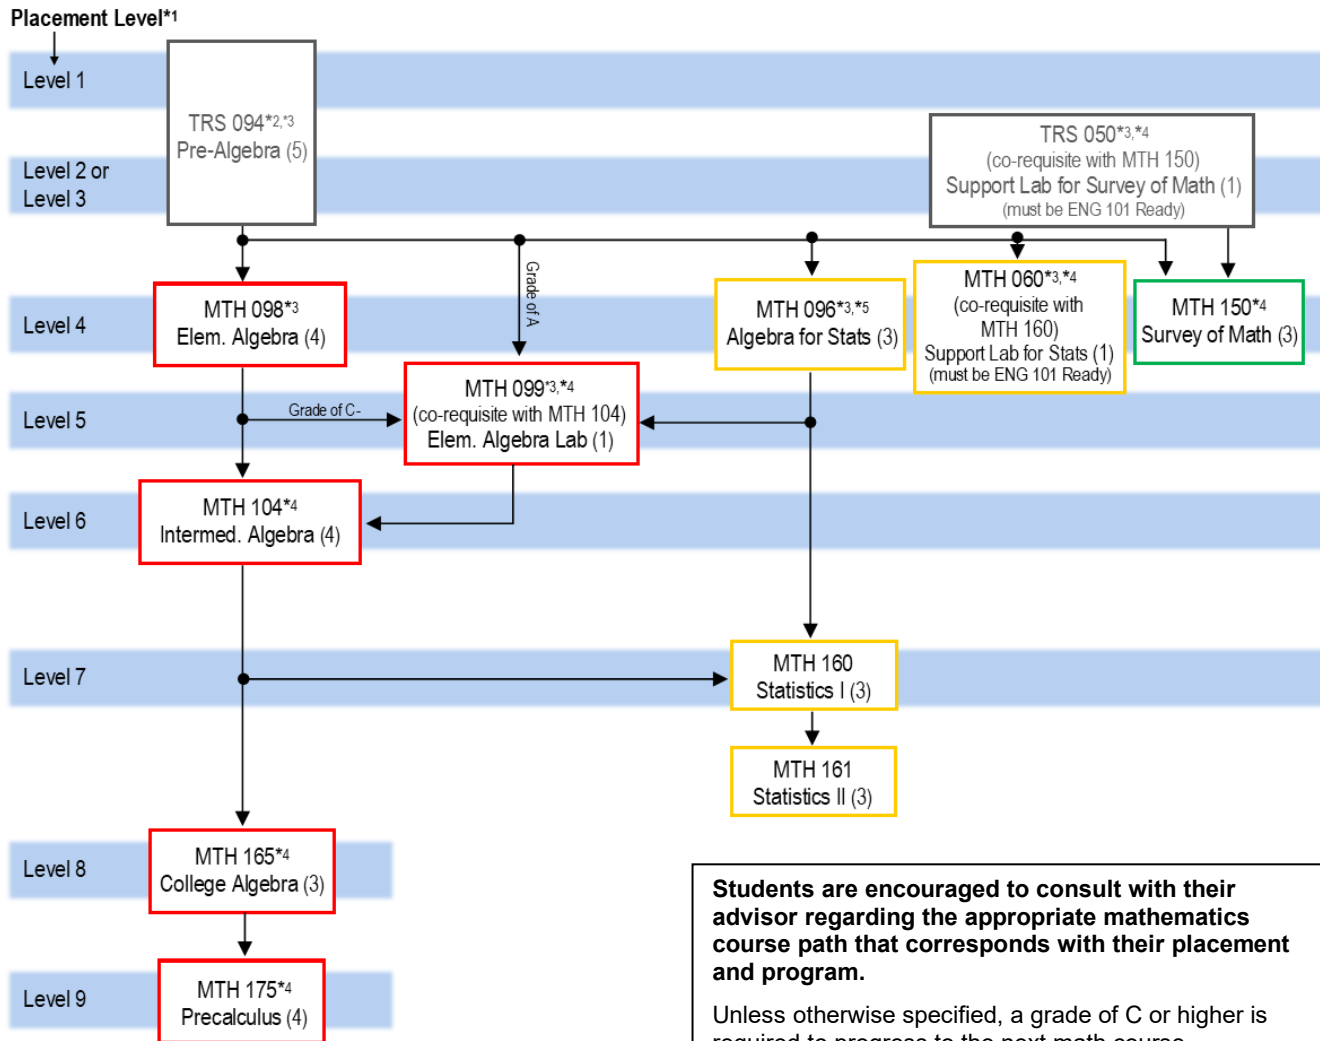 Placement Level*1
Level 1
TRS 094*2,*3
Pre-Algebra (5)
TRS 050*3,*4
(co-requisite with MTH 150)
Support Lab for Survey of Math (1)
(must be ENG 101 Ready)
Level 2 or
Level 3
Grade of A
Level 4
MTH 098*3
Elem. Algebra (4)
MTH 096*3,*5
Algebra for Stats (3)
MTH 060*3,*4
(co-requisite with
MTH 160)
Support Lab for Stats (1)
(must be ENG 101 Ready)
MTH 150*4
Survey of Math (3)
Level 5
Grade of C-
MTH 099*3,*4
(co-requisite with MTH 104)
Elem. Algebra Lab (1)
Level 6
MTH 104*4
Intermed. Algebra (4)
Level 7
MTH 160
Statistics I (3)
MTH 161
Statistics II (3)
Level 8
MTH 165*4
College Algebra (3)
Level 9
MTH 175*4
Precalculus (4)
Students are encouraged to consult with their
advisor regarding the appropriate mathematics
course path that corresponds with their placement
and program.
Unless otherwise specified, a grade of C or higher is
required to progress to the next math course